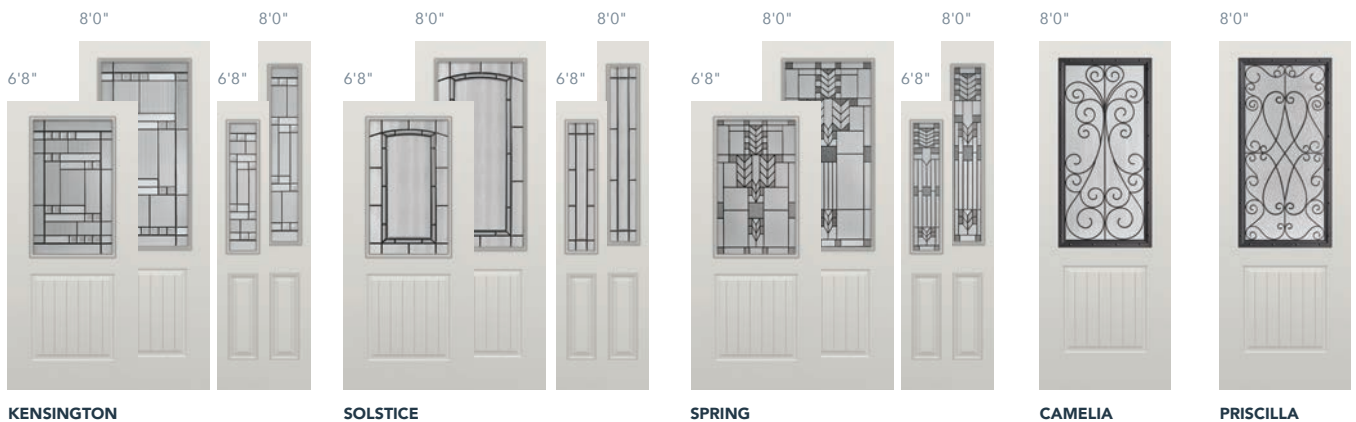 8'0" 8'0" 8'0" 8'0" 8'0" 8'0" 8'0" 8'0"
6'8" 6'8" 6'8" 6'8" 6'8" 6'8"
KENSINGTON SOLSTICE SPRING CAMELIA PRISCILLA